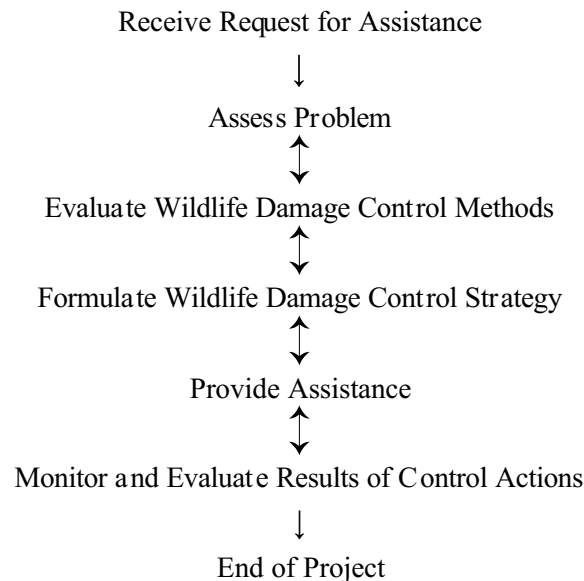 Receive Request for Assistance
↓
Assess Problem
↕
Evaluate Wildlife Damage Control Methods
↕
Formulate Wildlife Damage Control Strategy
↕
Provide Assistance
↕
Monitor and Evaluate Results of Control Actions
↓
End of Project